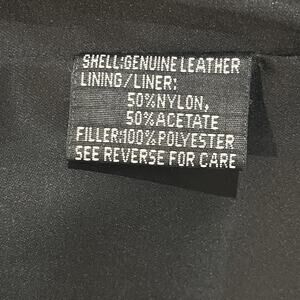 SHELL:GENUINE LEATHER
LINING/LINER:
50%NYLON,
50%ACETATE
FILLER:100%POLYESTER
SEE REVERSE FOR CARE